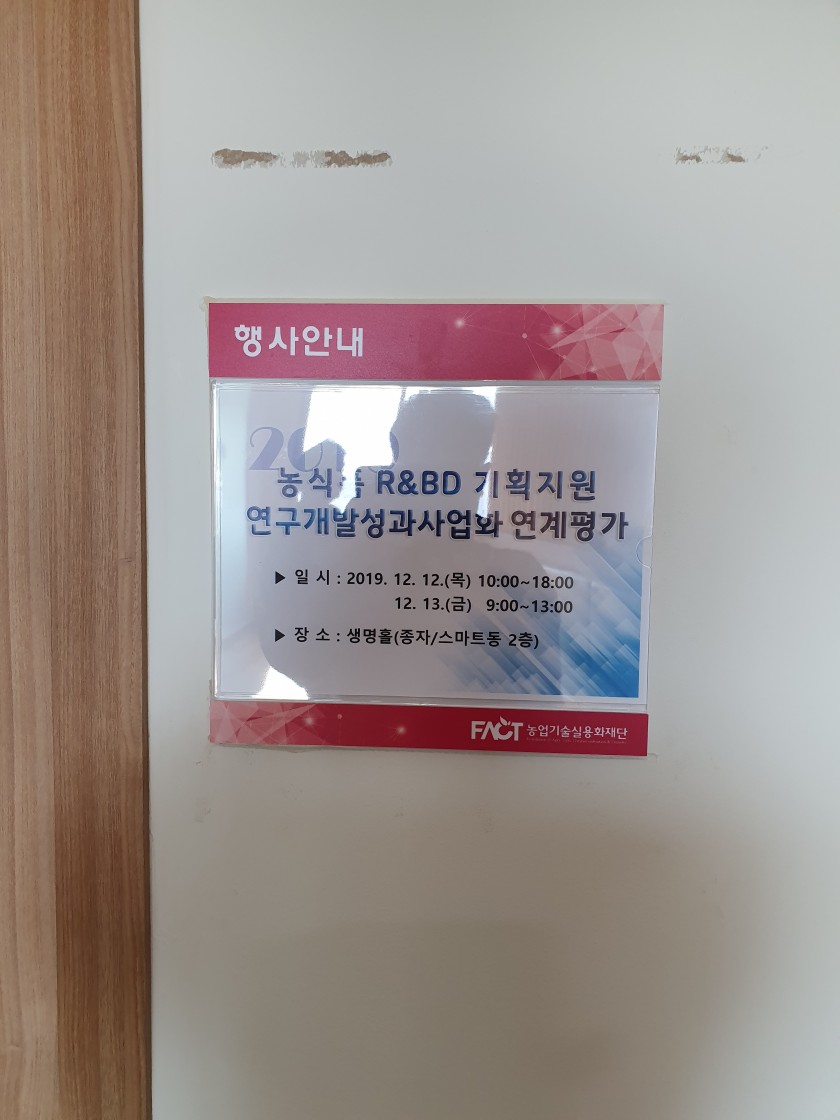 행사안내
2019
농식품 R&BD 기획지원
연구개발성과사업화 연계평가
▶ 일 시 : 2019. 12. 12.(목) 10:00~18:00
12. 13.(금) 9:00~13:00
▶ 장 소 : 생명홀(종자/스마트동 2층)
FACT 농업기술실용화재단